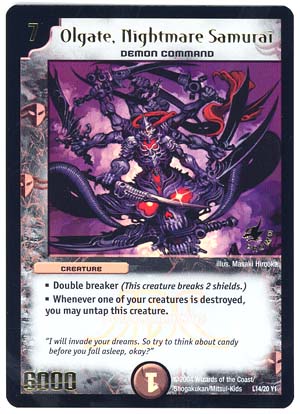 7
Olgate, Nightmare Samurai
DEMON COMMAND
illus. Masaki Hirooka
CREATURE
▪ Double breaker (This creature breaks 2 shields.)
▪ Whenever one of your creatures is destroyed,
you may untap this creature.
"I will invade your dreams. So try to think about candy
before you fall asleep, okay?"
6000
1
©2004 Wizards of the Coast/
Shogakukan/Mitsui-Kids
L14/20 Y1